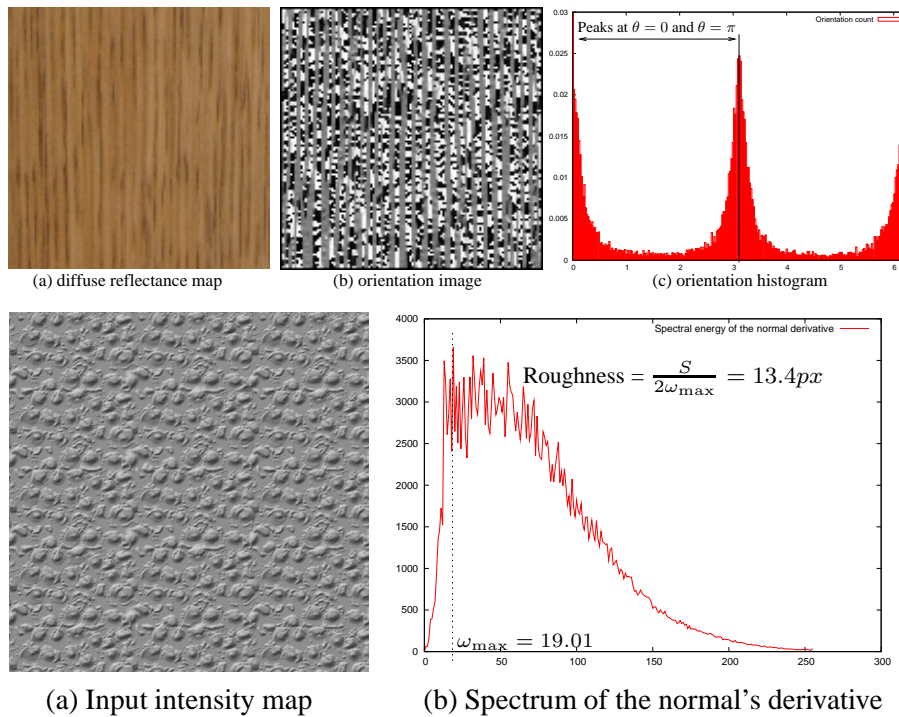 0.03
0.025
0.02
0.015
0.01
0.005
0
0 1 2 3 4 5 6
Orientation count
Peaks at θ = 0 and θ = π
(a) diffuse reflectance map
(b) orientation image
(c) orientation histogram
4000
3500
3000
2500
2000
1500
1000
500
0
0 50 100 150 200 250 300
Spectral energy of the normal derivative
Roughness = S/2ω_max = 13.4px
ω_max = 19.01
(a) Input intensity map
(b) Spectrum of the normal's derivative